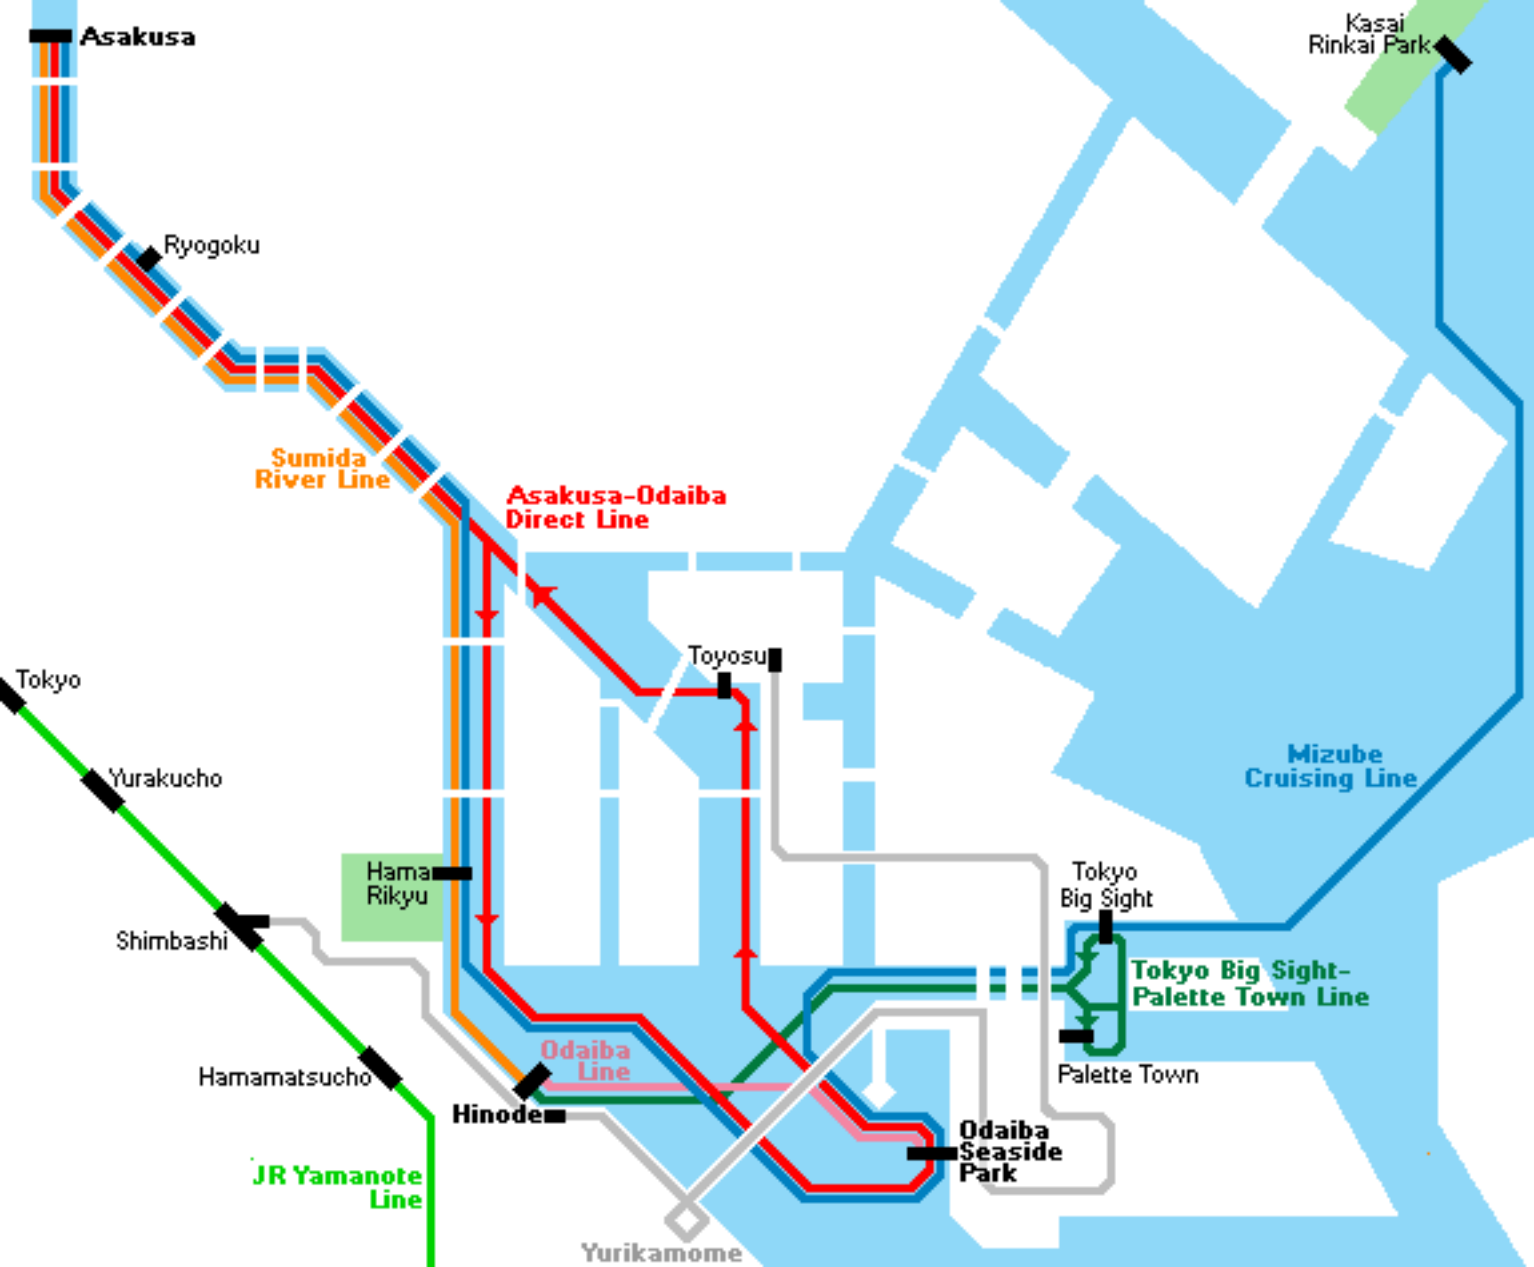 Kasai
Rinkai Park
Asakusa
Ryogoku
Sumida
River Line
Asakusa-Odaiba
Direct Line
Toyosu
Tokyo
Mizube
Cruising Line
Yurakucho
Hama
Rikyu
Tokyo
Big Sight
Shimbashi
Tokyo Big Sight-
Palette Town Line
Odaiba
Line
Hamamatsucho
Palette Town
Hinode
Odaiba
Seaside
Park
JR Yamanote
Line
Yurikamome